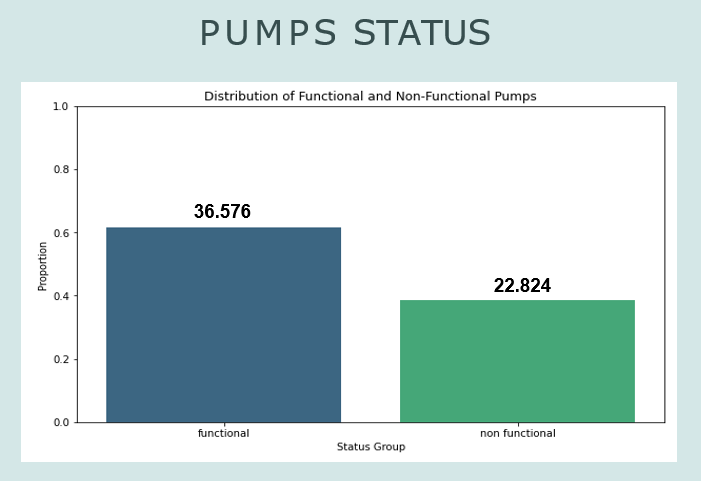 PUMPS STATUS
Distribution of Functional and Non-Functional Pumps
1.0
0.8
0.6
0.4
0.2
0.0
Proportion
36.576
22.824
functional
non functional
Status Group